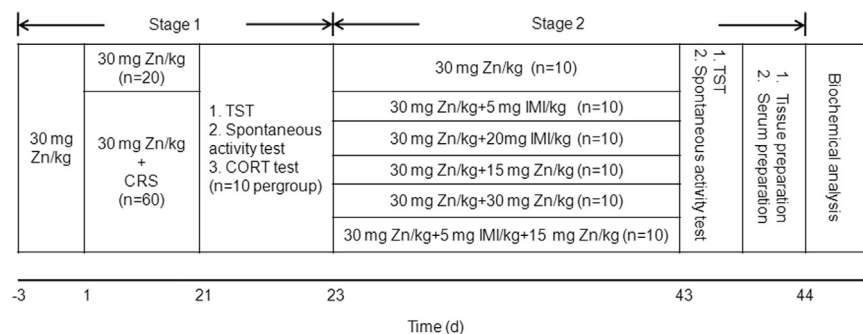 Stage 1
Stage 2
30 mg
Zn/kg
30 mg Zn/kg
(n=20)
30 mg Zn/kg
+
CRS
(n=60)
1. TST
2. Spontaneous
activity test
3. CORT test
(n=10 pergroup)
30 mg Zn/kg (n=10)
30 mg Zn/kg+5 mg IMI/kg (n=10)
30 mg Zn/kg+20mg IMI/kg (n=10)
30 mg Zn/kg+15 mg Zn/kg (n=10)
30 mg Zn/kg+30 mg Zn/kg (n=10)
30 mg Zn/kg+5 mg IMI/kg+15 mg Zn/kg (n=10)
1. TST
2. Spontaneous activity test
1. Tissue preparation
2. Serum preparation
Biochemical analysis
-3 1 21 23 43 44
Time (d)